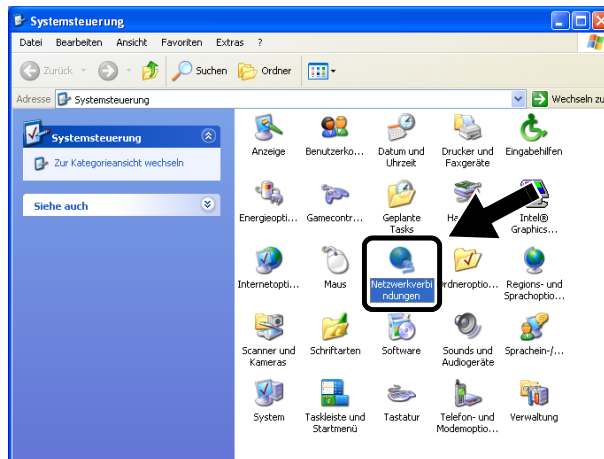 Systemsteuerung
Datei Bearbeiten Ansicht Favoriten Extras ?
Zurück Suchen Ordner
Adresse Systemsteuerung Wechseln zu
Systemsteuerung
Zur Kategorieansicht wechseln
Siehe auch
Anzeige Benutzerko... Datum und Drucker und Eingabehilfen
Uhrzeit Faxgeräte
Energieopti... Gamecontr... Geplante Intel®
Tasks Graphics...
Internetopti... Maus Netzwerkverbi Regions- und
ndungen Sprachoptio...
Scanner und Schriftarten Software Sounds und Sprachein-/...
Kameras Audiogeräte
System Taskleiste und Tastatur Telefon- und Verwaltung
Startmenü Modemoptio...